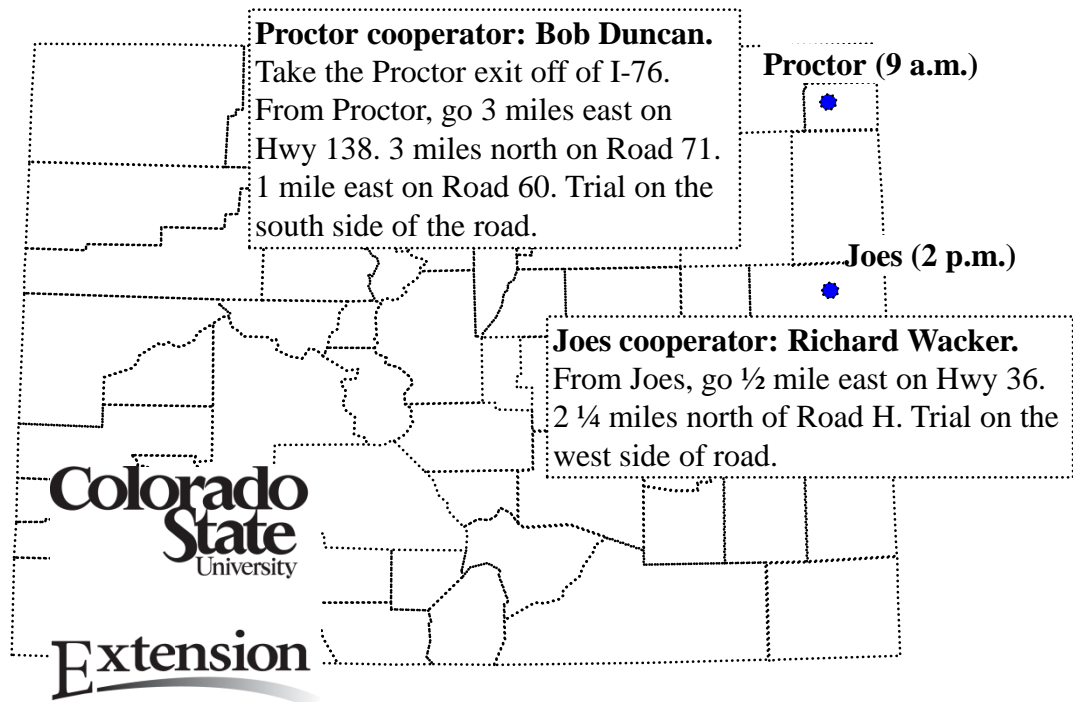 Proctor cooperator: Bob Duncan.
Take the Proctor exit off of I-76.
From Proctor, go 3 miles east on
Hwy 138. 3 miles north on Road 71.
1 mile east on Road 60. Trial on the
south side of the road.
Proctor (9 a.m.)
Joes (2 p.m.)
Joes cooperator: Richard Wacker.
From Joes, go ½ mile east on Hwy 36.
2 ¼ miles north of Road H. Trial on the
west side of road.
Colorado
State
University
Extension